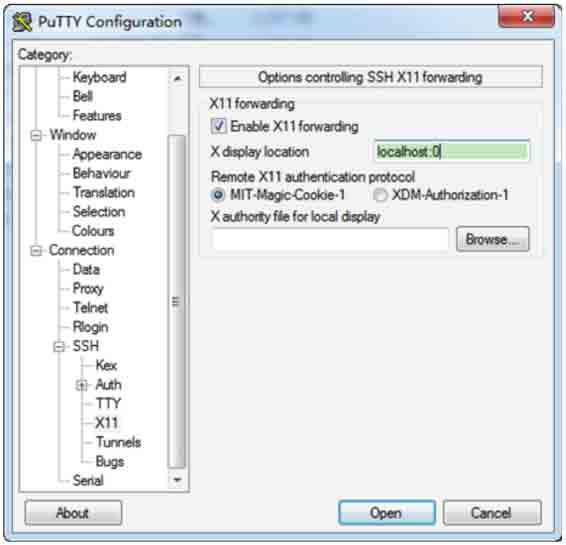 PuTTY Configuration
Category:
Keyboard
Bell
Features
Window
Appearance
Behaviour
Translation
Selection
Colours
Connection
Data
Proxy
Telnet
Rlogin
SSH
Kex
Auth
TTY
X11
Tunnels
Bugs
Serial
Options controlling SSH X11 forwarding
X11 forwarding
Enable X11 forwarding
X display location localhost:0
Remote X11 authentication protocol
MIT-Magic-Cookie-1 XDM-Authorization-1
X authority file for local display
Browse...
About Open Cancel